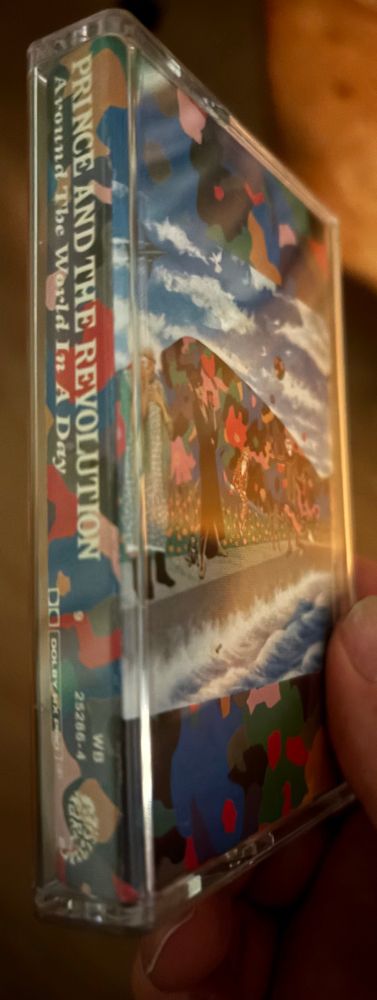 PRINCE AND THE REVOLUTION
Around The World In A Day
DOLBY
WB
25286-4